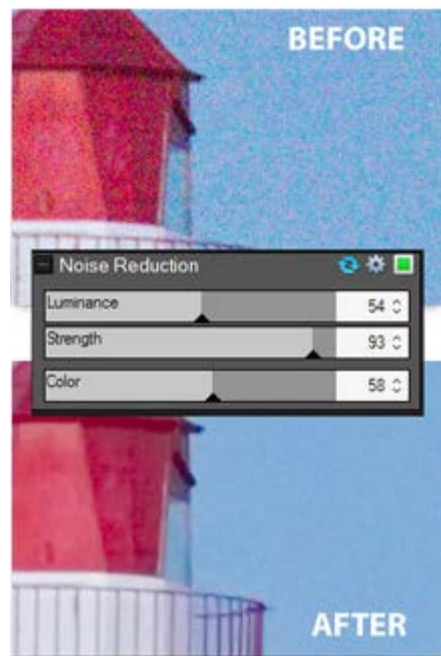 BEFORE
Noise Reduction
Luminance 54
Strength 93
Color 58
AFTER